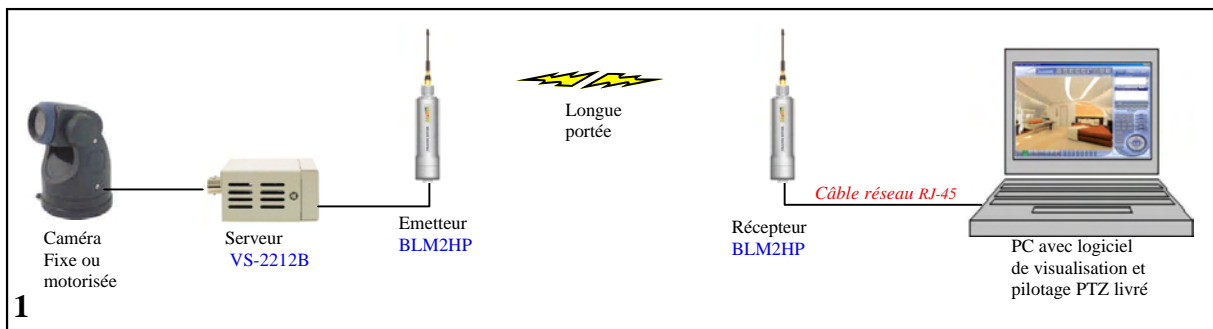 Longue
portée
Câble réseau RJ-45
Caméra
Fixe ou
motorisée
Serveur
VS-2212B
Emetteur
BLM2HP
Récepteur
BLM2HP
PC avec logiciel
de visualisation et
pilotage PTZ livré
1